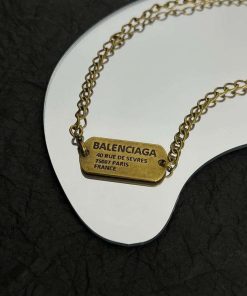 BALENCIAGA
40 RUE DE SEVRES
75007 PARIS
FRANCE